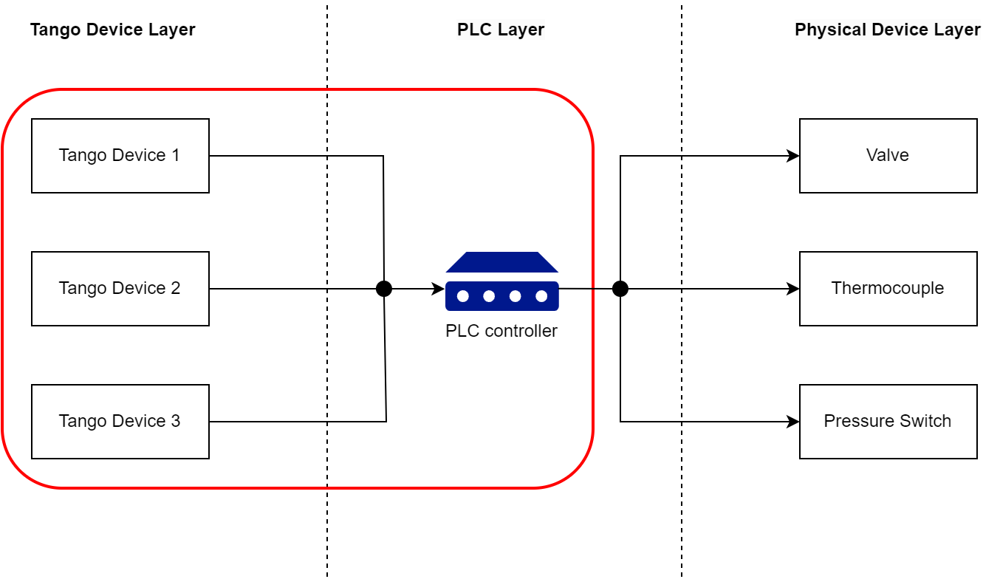 Tango Device Layer
PLC Layer
Physical Device Layer
Tango Device 1
Valve
Tango Device 2
Thermocouple
PLC controller
Tango Device 3
Pressure Switch